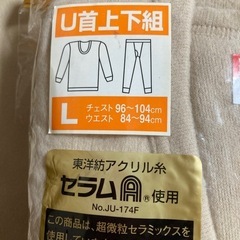 U首上下組
L
チェスト 96〜104cm
ウエスト 84〜94cm
東洋紡アクリル糸
セラムA®使用
No.JU-174F
この商品は、超微粒セラミックスを